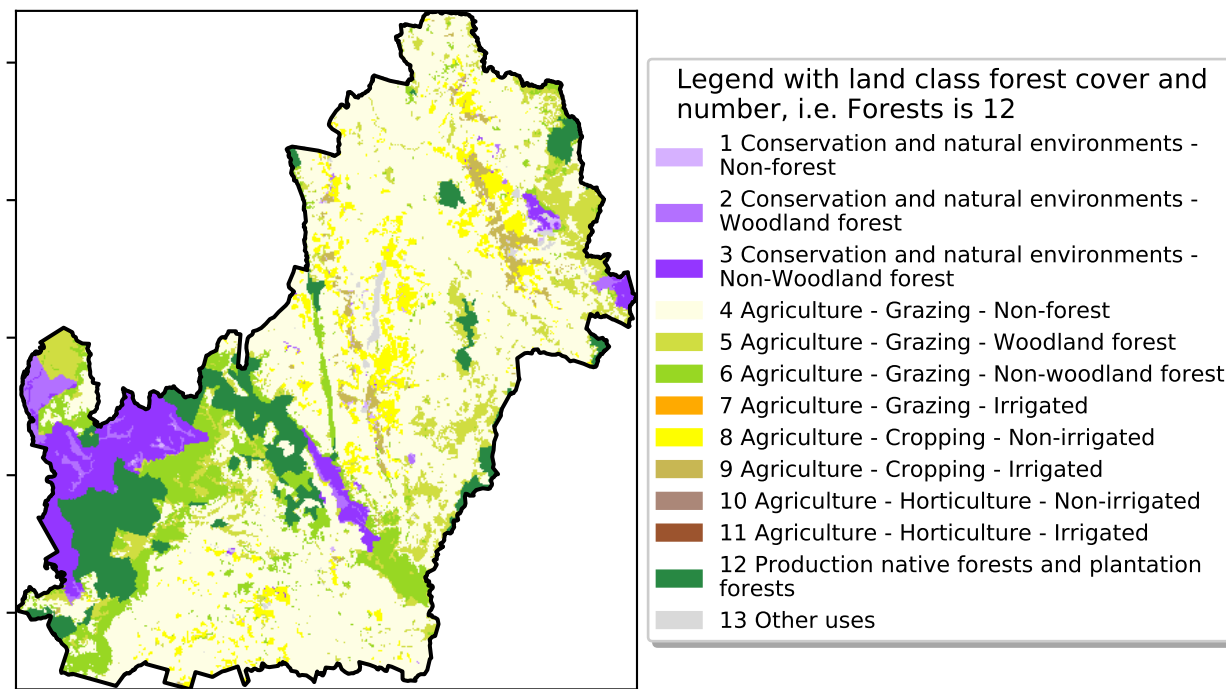 Legend with land class forest cover and
number, i.e. Forests is 12
1 Conservation and natural environments -
Non-forest
2 Conservation and natural environments -
Woodland forest
3 Conservation and natural environments -
Non-Woodland forest
4 Agriculture - Grazing - Non-forest
5 Agriculture - Grazing - Woodland forest
6 Agriculture - Grazing - Non-woodland forest
7 Agriculture - Grazing - Irrigated
8 Agriculture - Cropping - Non-irrigated
9 Agriculture - Cropping - Irrigated
10 Agriculture - Horticulture - Non-irrigated
11 Agriculture - Horticulture - Irrigated
12 Production native forests and plantation
forests
13 Other uses